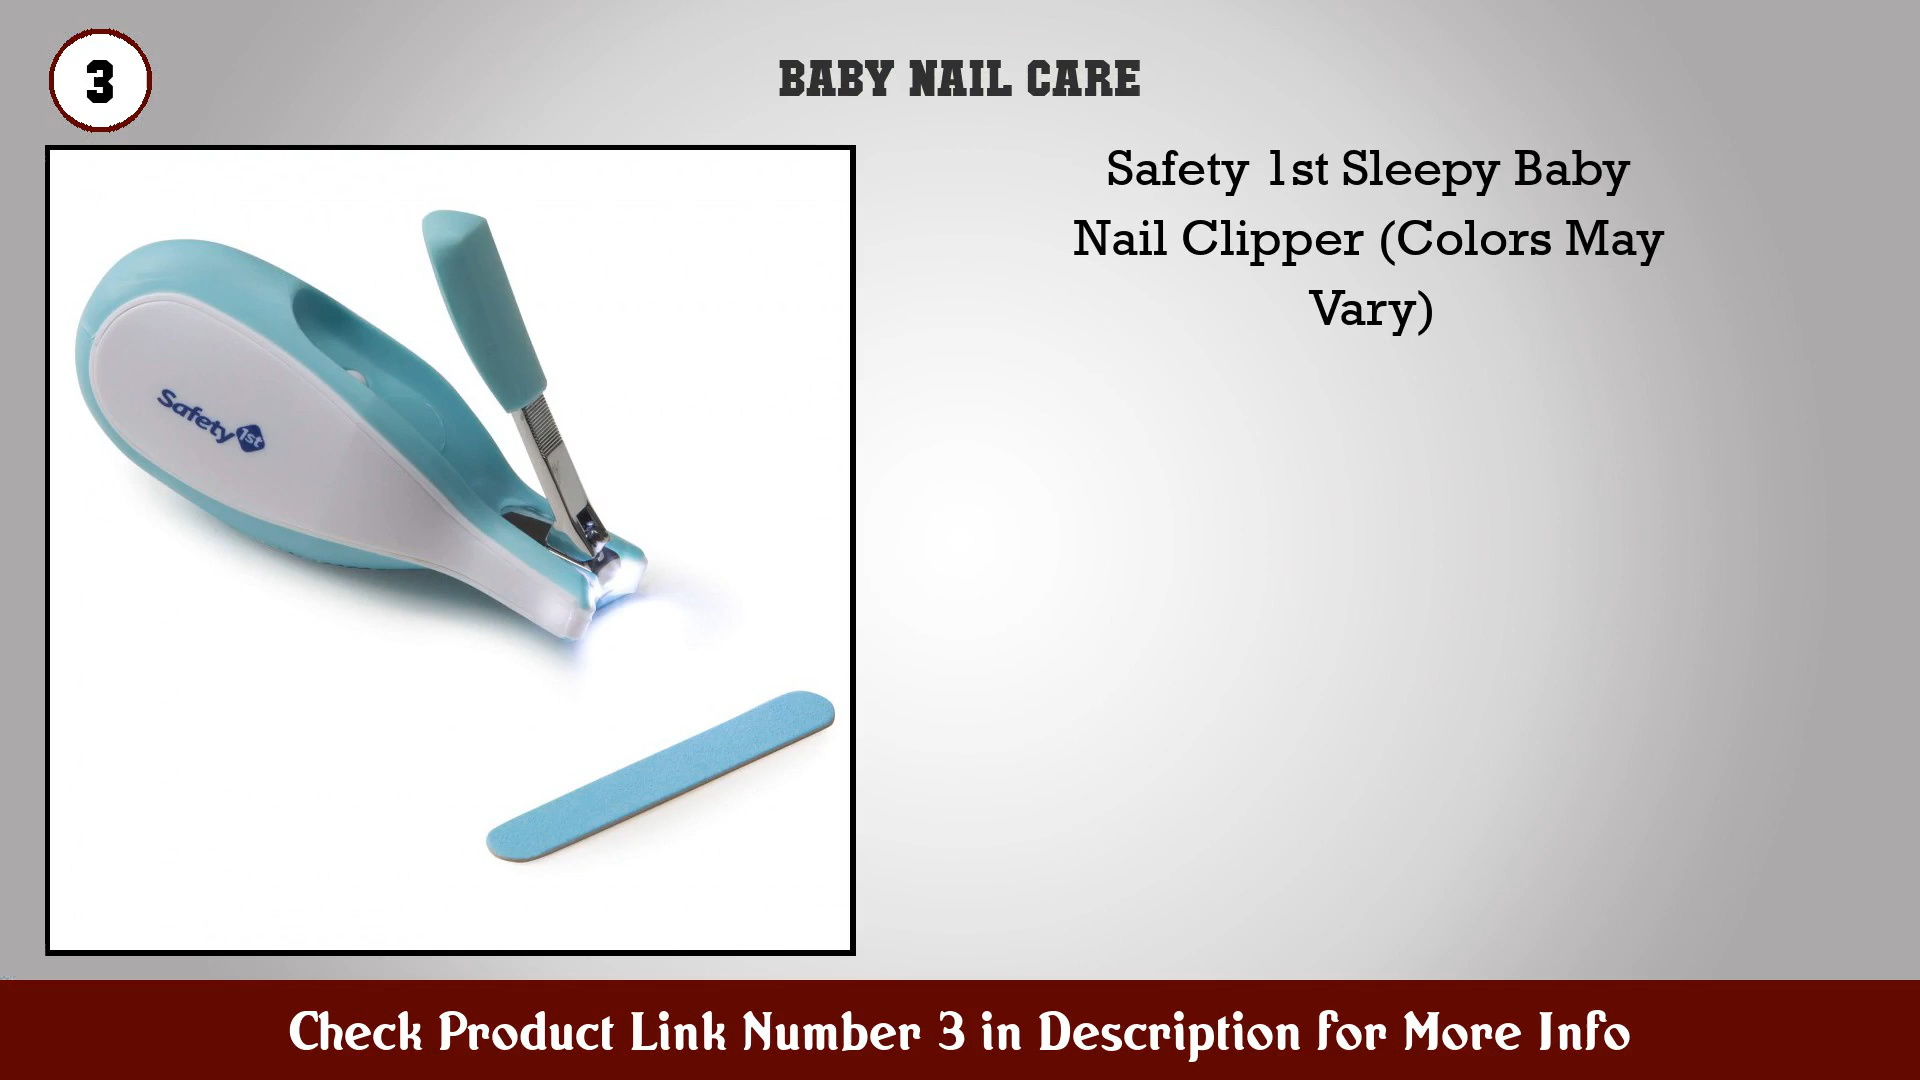 3
BABY NAIL CARE
Safety 1st Sleepy Baby
Nail Clipper (Colors May
Vary)
Safety 1st
Check Product Link Number 3 in Description for More Info